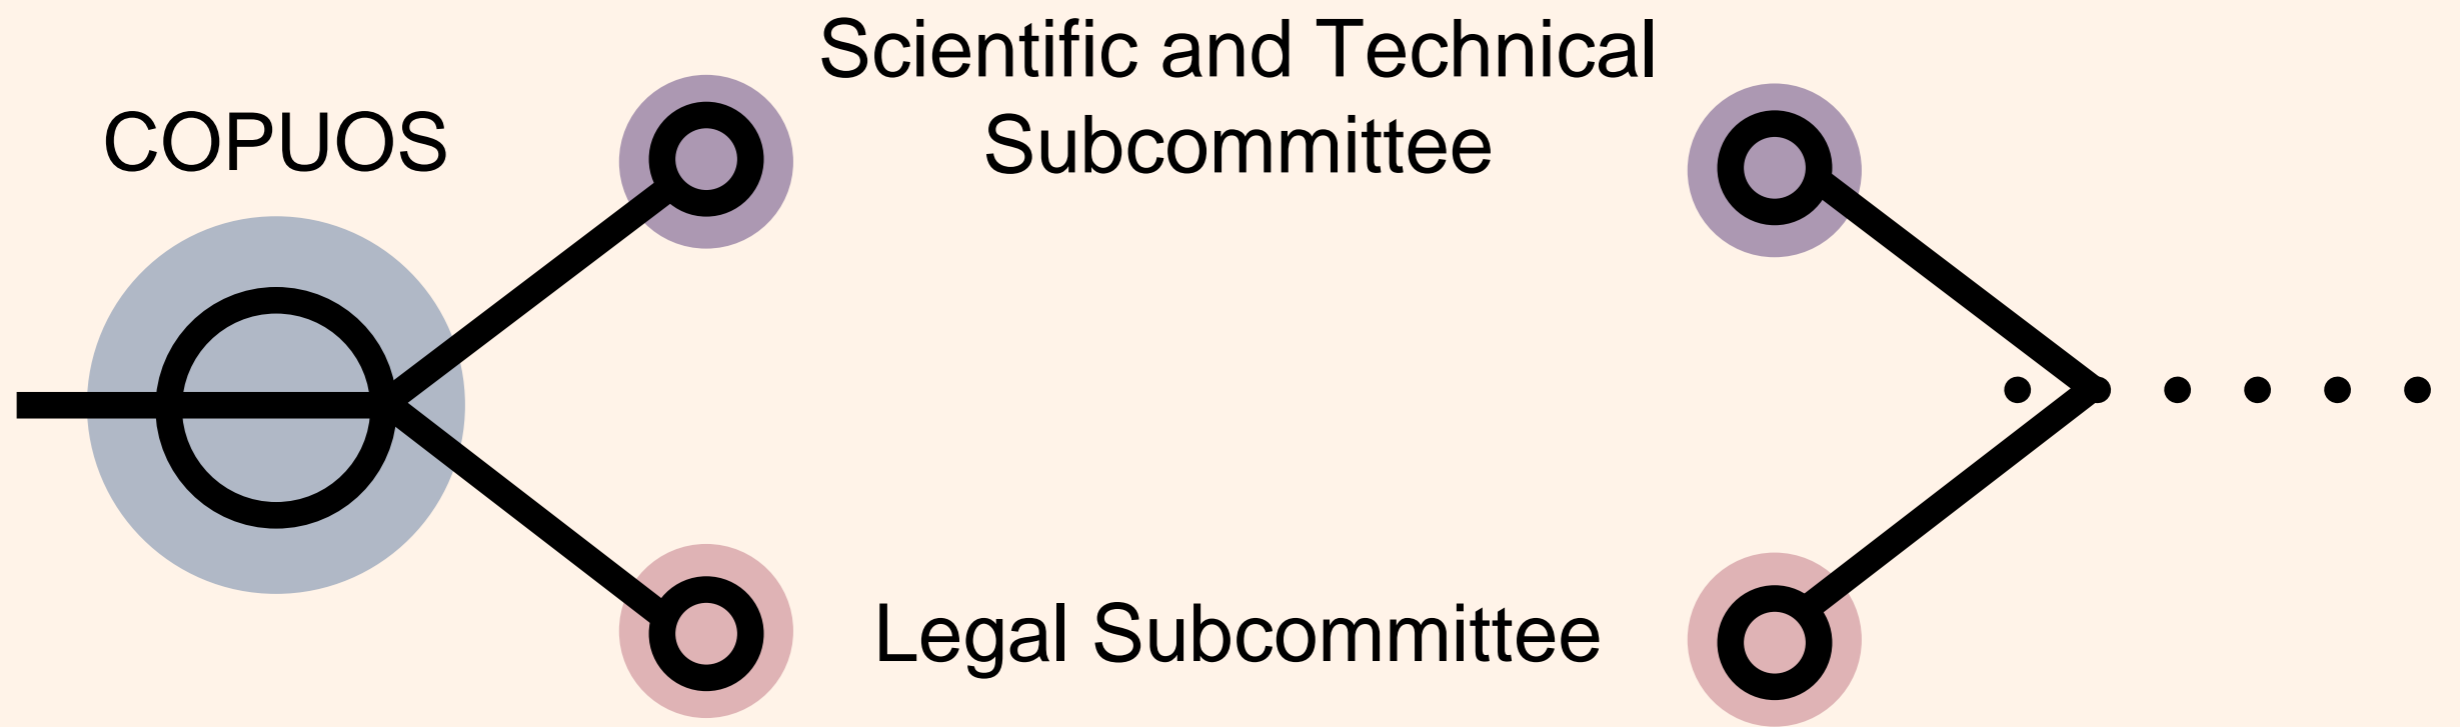 COPUOS
Scientific and Technical
Subcommittee
Legal Subcommittee